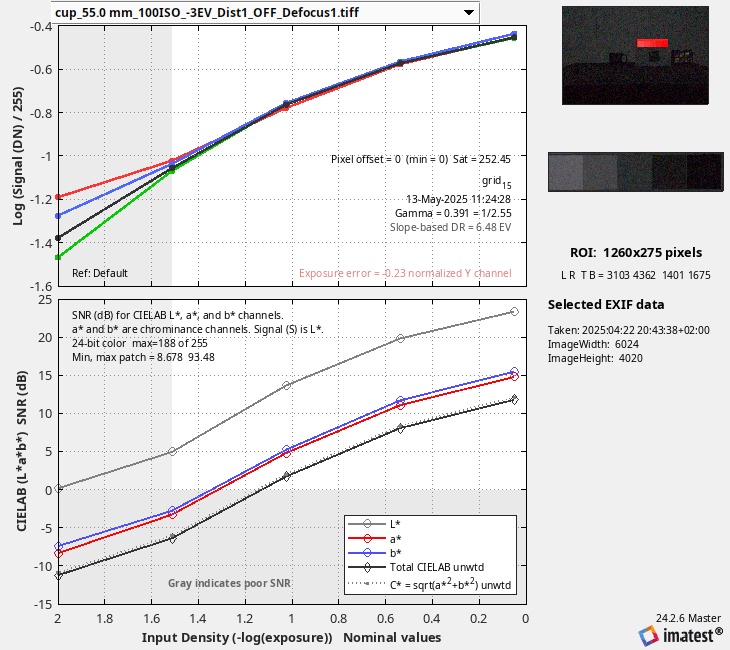 cup_55.0 mm_100ISO_-3EV_Dist1_OFF_Defocus1.tiff
-0.4
-0.6
-0.8
-1
-1.2
-1.4
-1.6
Log (Signal (DN) / 255)
Pixel offset = 0 (min = 0) Sat = 252.45
grid15
13-May-2025 11:24:28
Gamma = 0.391 = 1/2.55
Slope-based DR = 6.48 EV
Ref: Default
Exposure error = -0.23 normalized Y channel
ROI: 1260x275 pixels
L R T B = 3103 4362 1401 1675
Selected EXIF data
Taken: 2025:04:22 20:43:38+02:00
ImageWidth: 6024
ImageHeight: 4020
25
20
15
10
5
0
-5
-10
-15
CIELAB (L*a*b*) SNR (dB)
SNR (dB) for CIELAB L*, a*, and b* channels.
a* and b* are chrominance channels. Signal (S) is L*.
24-bit color max=188 of 255
Min, max patch = 8.678 93.48
L*
a*
b*
Total CIELAB unwtd
C* = sqrt(a*2+b*2) unwtd
Gray indicates poor SNR
2
1.8
1.6
1.4
1.2
1
0.8
0.6
0.4
0.2
0
Input Density (-log(exposure)) Nominal values
24.2.6 Master
imatest®